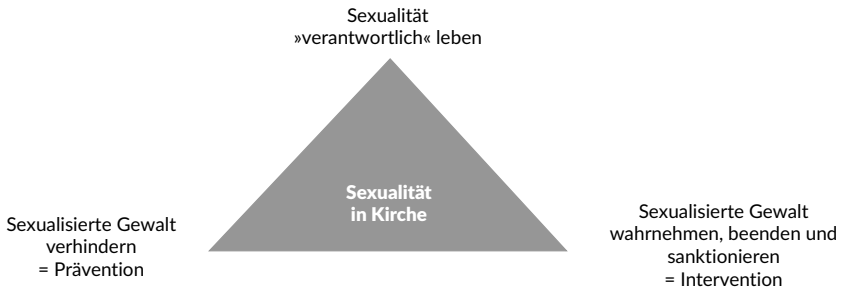 Sexualität
»verantwortlich« leben
Sexualität
in Kirche
Sexualisierte Gewalt
verhindern
= Prävention
Sexualisierte Gewalt
wahrnehmen, beenden und
sanktionieren
= Intervention